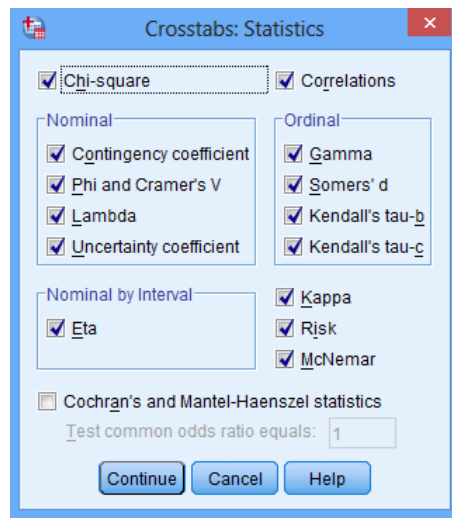 Crosstabs: Statistics
Chi-square
Correlations
Nominal
Contingency coefficient
Phi and Cramer's V
Lambda
Uncertainty coefficient
Ordinal
Gamma
Somers' d
Kendall's tau-b
Kendall's tau-c
Nominal by Interval
Eta
Kappa
Risk
McNemar
Cochran's and Mantel-Haenszel statistics
Test common odds ratio equals: 1
Continue Cancel Help